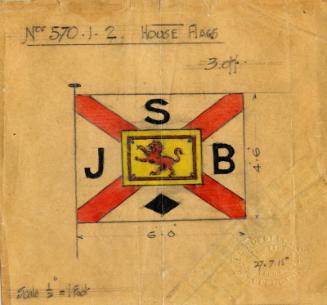 Nos 570.1-2. HOUSE FLAGS
3. off.
S
J B
4'6"
6'-0"
27.7.15
Scale ½" = 1 Foot